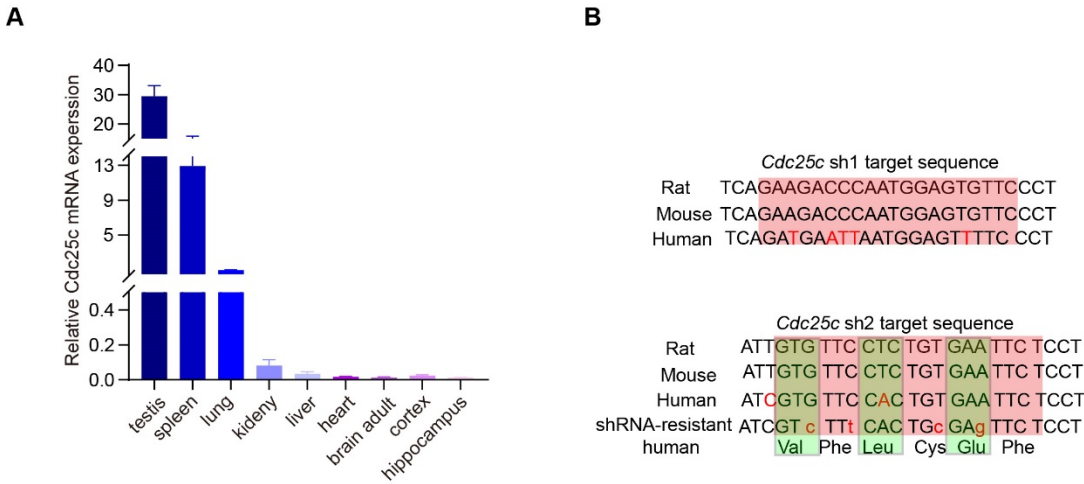 A
B
Relative Cdc25c mRNA experssion
40
30
20
13
9
5
0.4
0.2
0.0
testis
spleen
lung
kideny
liver
heart
brain adult
cortex
hippocampus
Cdc25c sh1 target sequence
Rat TCAGAAGACCCAATGGAGTGTTCCCCT
Mouse TCAGAAGACCCAATGGAGTGTTCCCCT
Human TCAGATGAATTAATGGAGTTTTC CCT
Cdc25c sh2 target sequence
Rat ATTGTG TTC CTC TGT GAA TTC TCCT
Mouse ATTGTG TTC CTC TGT GAA TTC TCCT
Human ATCGTG TTC CAC TGT GAA TTC TCCT
shRNA-resistant ATCGT c TTt CAC TGc GAg TTC TCCT
human Val Phe Leu Cys Glu Phe